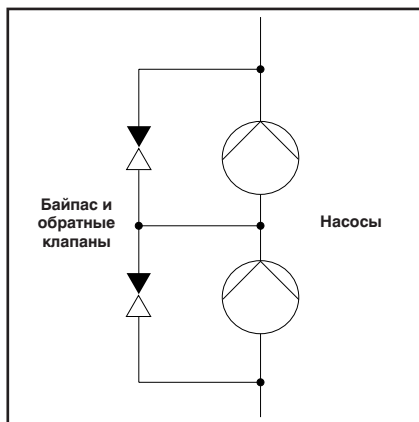 Байпас и
обратные
клапаны
Насосы